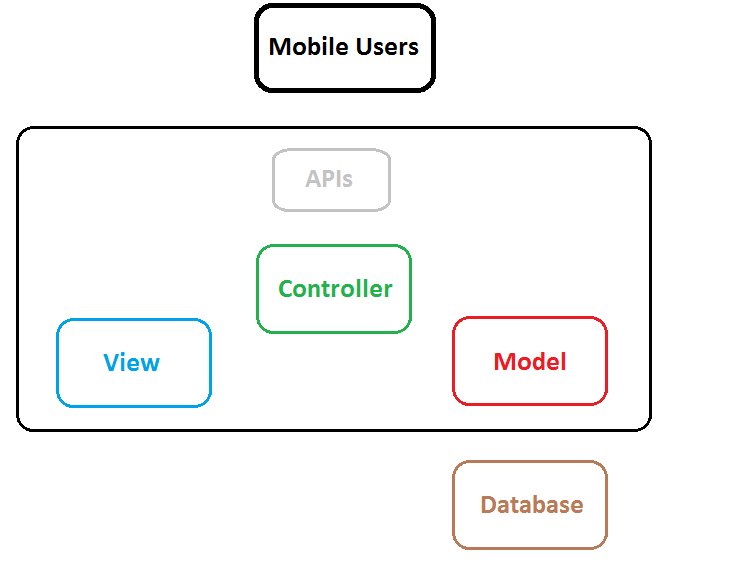 Mobile Users
APIs
Controller
View
Model
Database